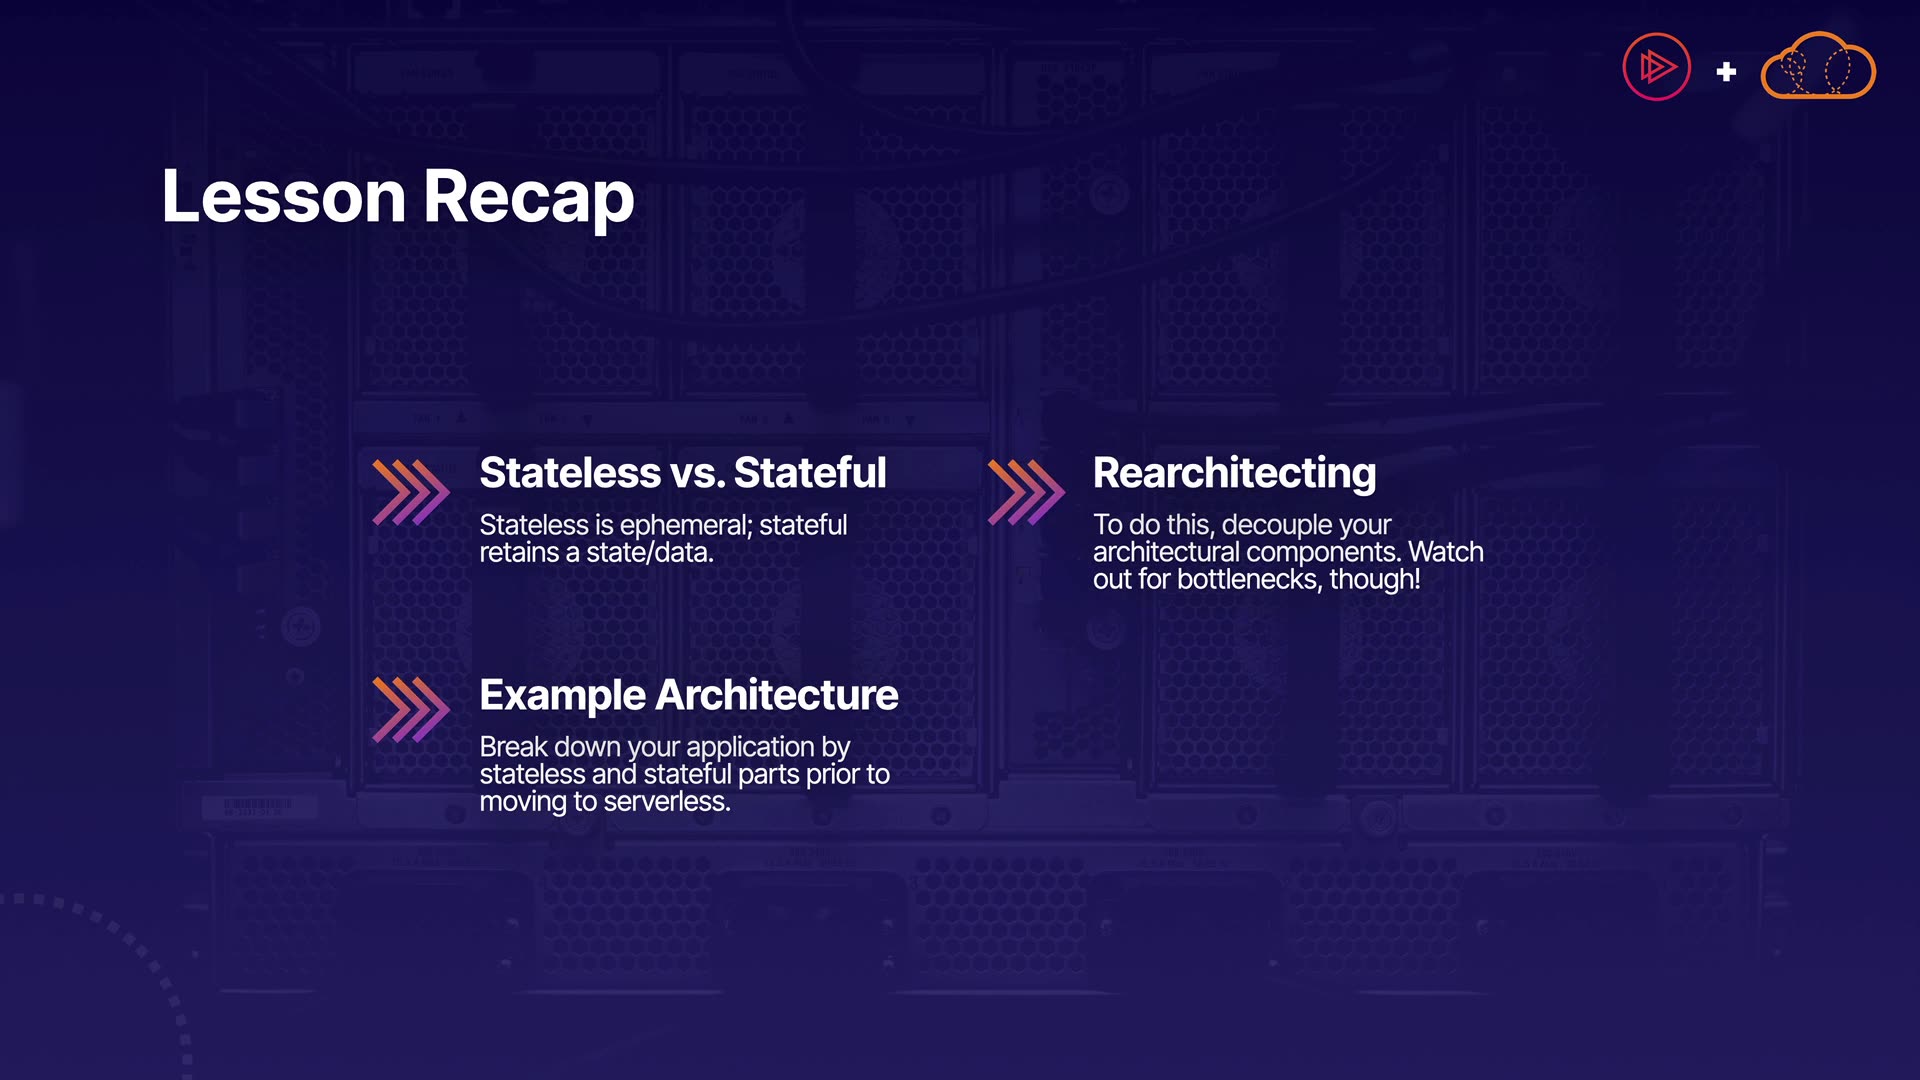 Lesson Recap
Stateless vs. Stateful
Stateless is ephemeral; stateful
retains a state/data.
Rearchitecting
To do this, decouple your
architectural components. Watch
out for bottlenecks, though!
Example Architecture
Break down your application by
stateless and stateful parts prior to
moving to serverless.